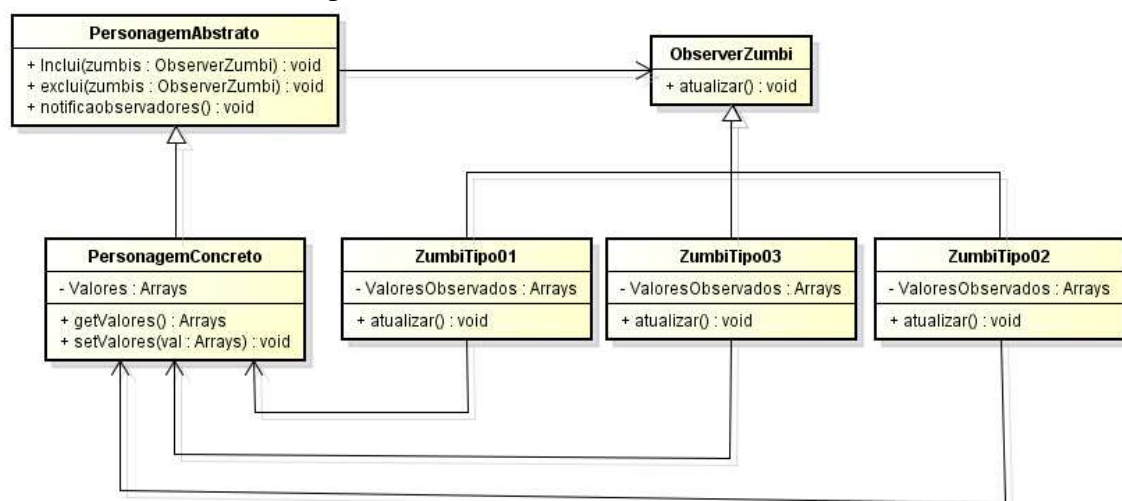 PersonagemAbstrato
+ Inclui(zumbis : ObserverZumbi) : void
+ exclui(zumbis : ObserverZumbi) : void
+ notificaobservadores() : void
ObserverZumbi
+ atualizar() : void
PersonagemConcreto
- Valores : Arrays
+ getValores() : Arrays
+ setValores(val : Arrays) : void
ZumbiTipo01
- ValoresObservados : Arrays
+ atualizar() : void
ZumbiTipo03
- ValoresObservados : Arrays
+ atualizar() : void
ZumbiTipo02
- ValoresObservados : Arrays
+ atualizar() : void